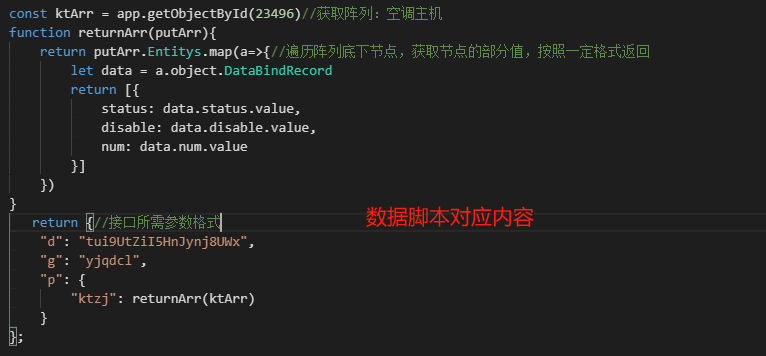 const ktArr = app.getObjectById(23496)//获取阵列：空调主机
function returnArr(putArr){
    return putArr.Entitys.map(a=>{//遍历阵列底下节点，获取节点的部分值，按照一定格式返回
        let data = a.object.DataBindRecord
        return [{
            status: data.status.value,
            disable: data.disable.value,
            num: data.num.value
        }]
    })
}
   return {//接口所需参数格式
数据脚本对应内容
    "d": "tui9UtZiI5HnJynj8UWx",
    "g": "yjqdcl",
    "p": {
        "ktzj": returnArr(ktArr)
    }
};